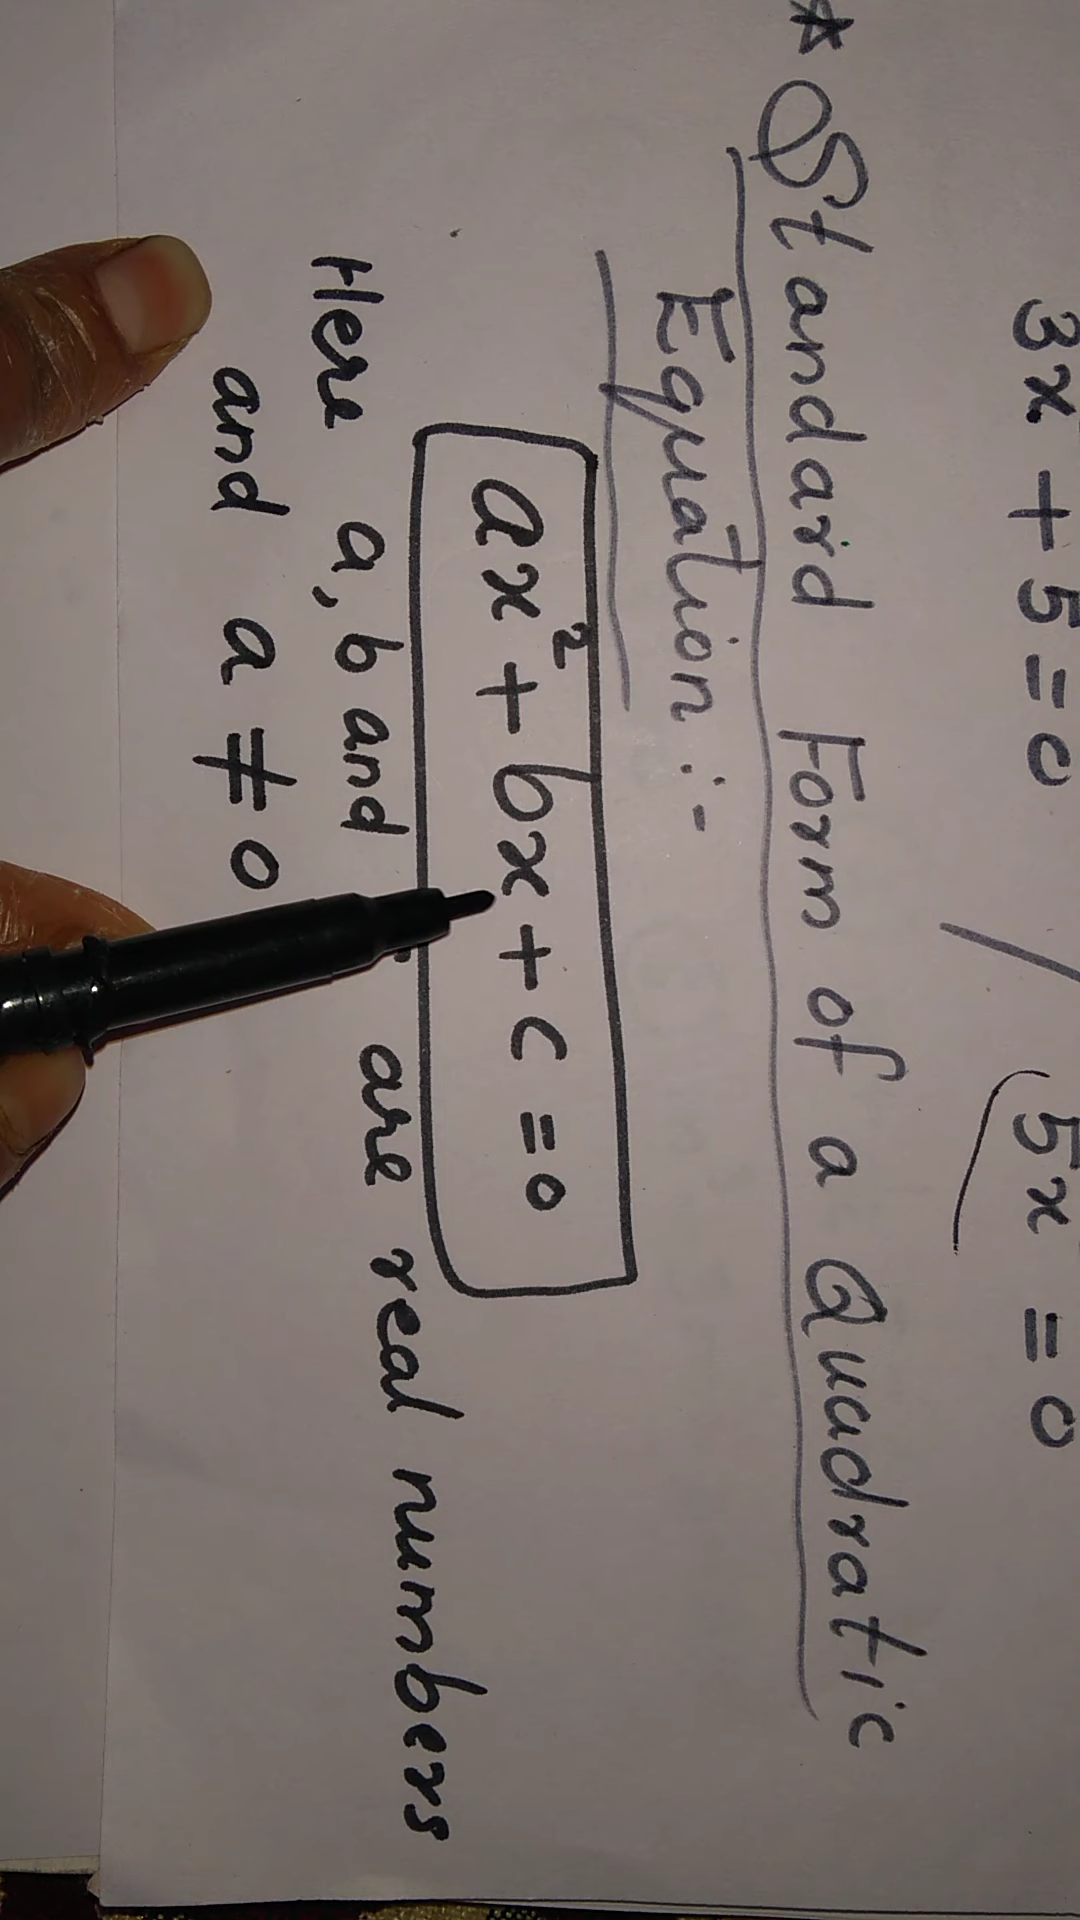 3x + 5 = 0 / 5x = 0
* Standard Form of a Quadratic
Equation :-
ax² + bx + c = 0
Here a, b and are real numbers
and a ≠ 0